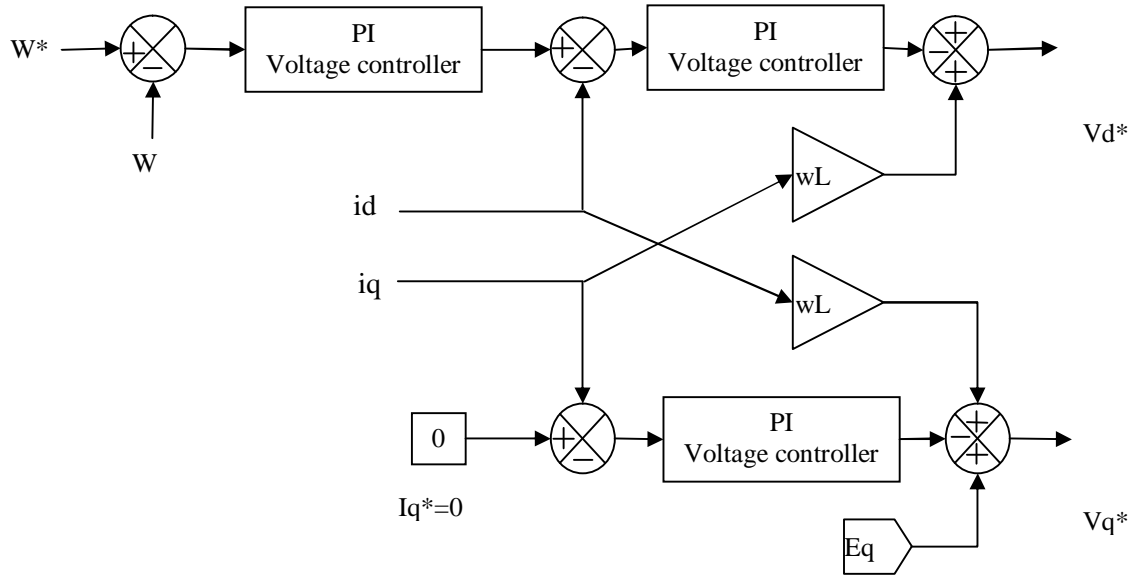 PI
Voltage controller
PI
Voltage controller
W*
+
−
+
−
−
+
+
W
Vd*
wL
id
iq
wL
0
+
−
PI
Voltage controller
−
+
+
Iq*=0
Vq*
Eq